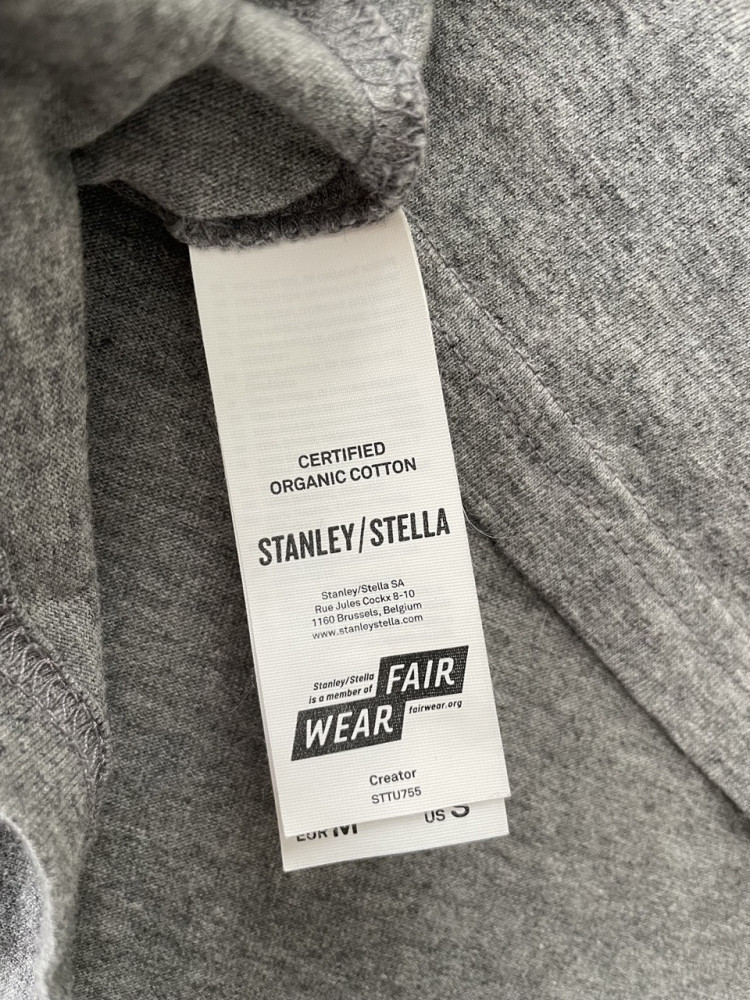 CERTIFIED
ORGANIC COTTON
STANLEY/STELLA
Stanley/Stella SA
Rue Jules Cockx 8-10
1160 Brussels, Belgium
www.stanleystella.com
Stanley/Stella
is a member of
FAIR
WEAR
fairwear.org
Creator
STTU755
EUR M
US S